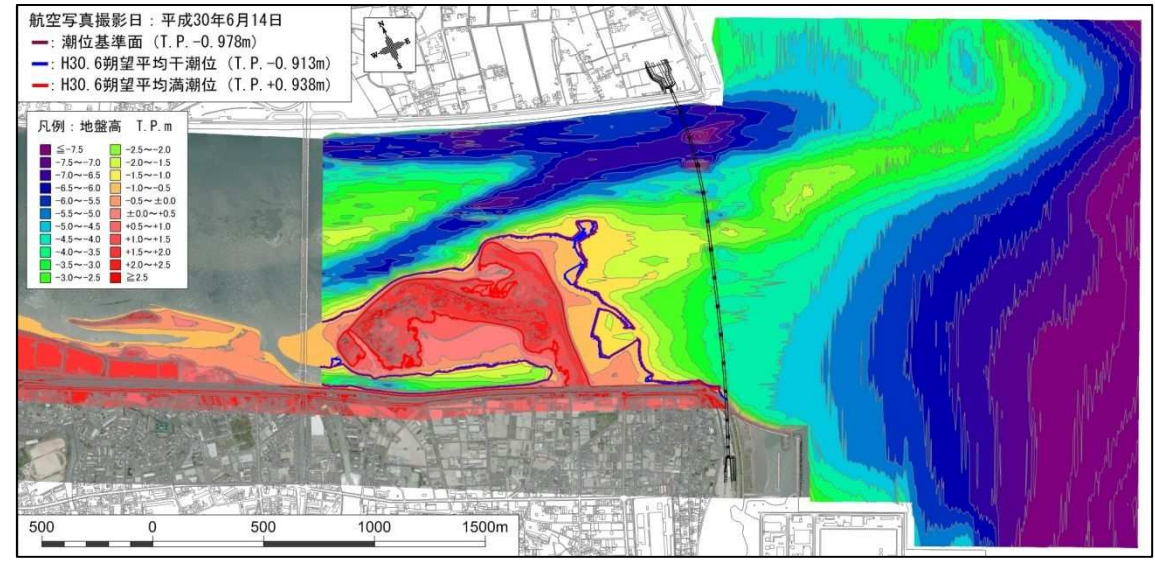 航空写真撮影日：平成30年6月14日
━：潮位基準面 (T.P.-0.978m)
━：H30.6朔望平均干潮位 (T.P.-0.913m)
━：H30.6朔望平均満潮位 (T.P.+0.938m)
N
E
S
W
凡例：地盤高 T.P.m
≦-7.5 -2.5～-2.0
-7.5～-7.0 -2.0～-1.5
-7.0～-6.5 -1.5～-1.0
-6.5～-6.0 -1.0～-0.5
-6.0～-5.5 -0.5～±0.0
-5.5～-5.0 ±0.0～+0.5
-5.0～-4.5 +0.5～+1.0
-4.5～-4.0 +1.0～+1.5
-4.0～-3.5 +1.5～+2.0
-3.5～-3.0 +2.0～+2.5
-3.0～-2.5 ≧2.5
500 0 500 1000 1500m